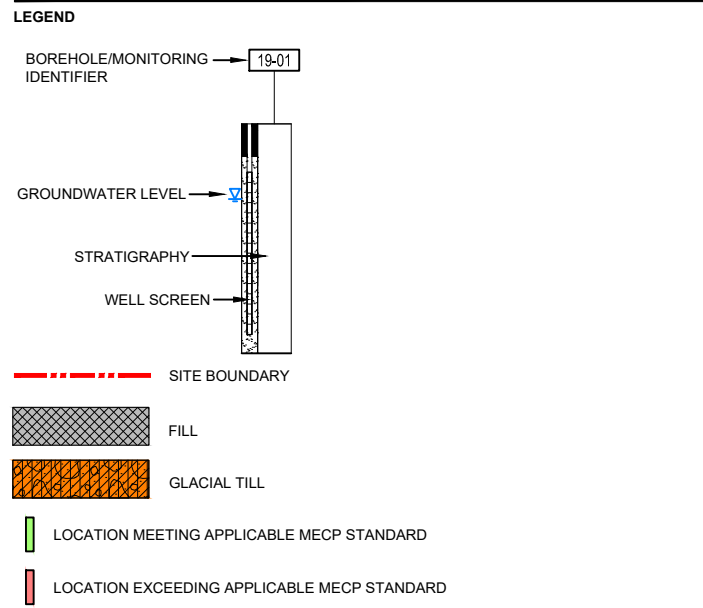 LEGEND
BOREHOLE/MONITORING
IDENTIFIER
19-01
GROUNDWATER LEVEL
STRATIGRAPHY
WELL SCREEN
SITE BOUNDARY
FILL
GLACIAL TILL
LOCATION MEETING APPLICABLE MECP STANDARD
LOCATION EXCEEDING APPLICABLE MECP STANDARD